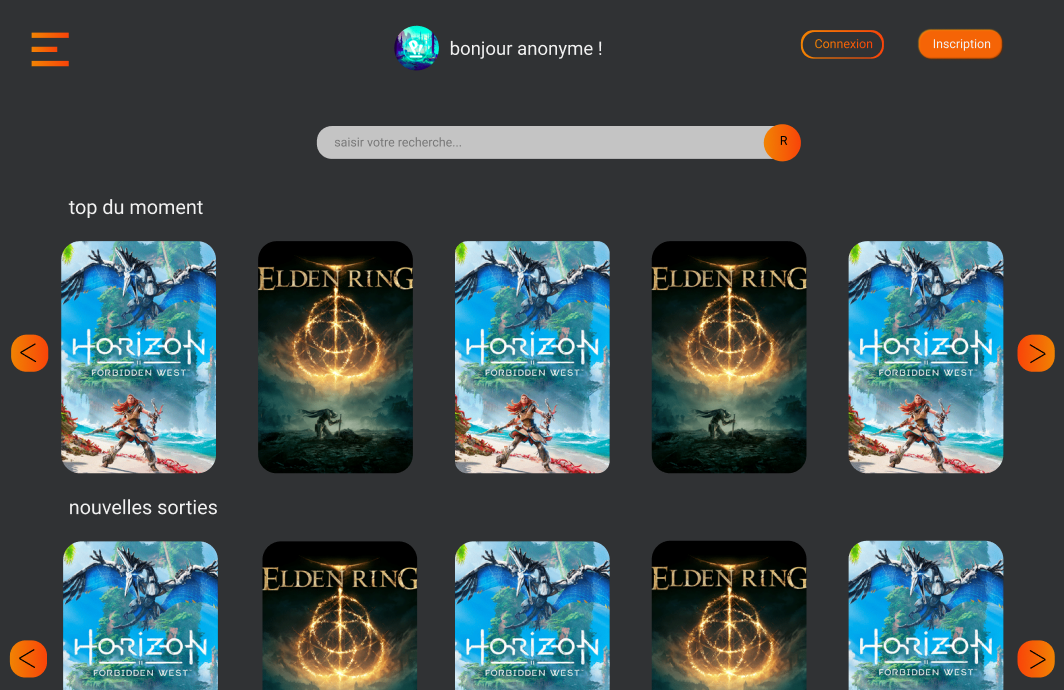 bonjour anonyme !
Connexion
Inscription
saisir votre recherche...
R
top du moment
HORIZON
FORBIDDEN WEST
ELDEN RING
HORIZON
FORBIDDEN WEST
ELDEN RING
HORIZON
FORBIDDEN WEST
<
>
nouvelles sorties
HORIZON
FORBIDDEN WEST
ELDEN RING
HORIZON
FORBIDDEN WEST
ELDEN RING
HORIZON
FORBIDDEN WEST
<
>